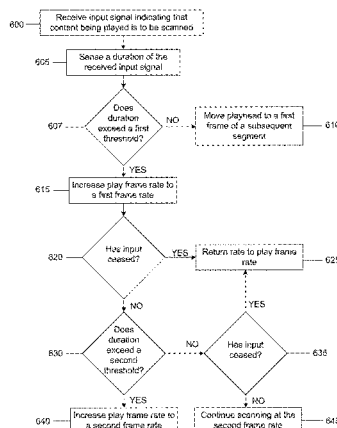 600
Receive input signal indicating that
content being played is to be scanned
605
Sense a duration of the
received input signal
607
Does
duration
exceed a first
threshold?
NO
Move playhead to a first
frame of a subsequent
segment
610
YES
615
Increase play frame rate to
a first frame rate
620
Has input
ceased?
YES
Return rate to play frame
rate
625
NO
YES
630
Does
duration
exceed a
second
threshold?
NO
Has input
ceased?
635
YES
NO
640
Increase play frame rate to
a second frame rate
Continue scanning at the
second frame rate